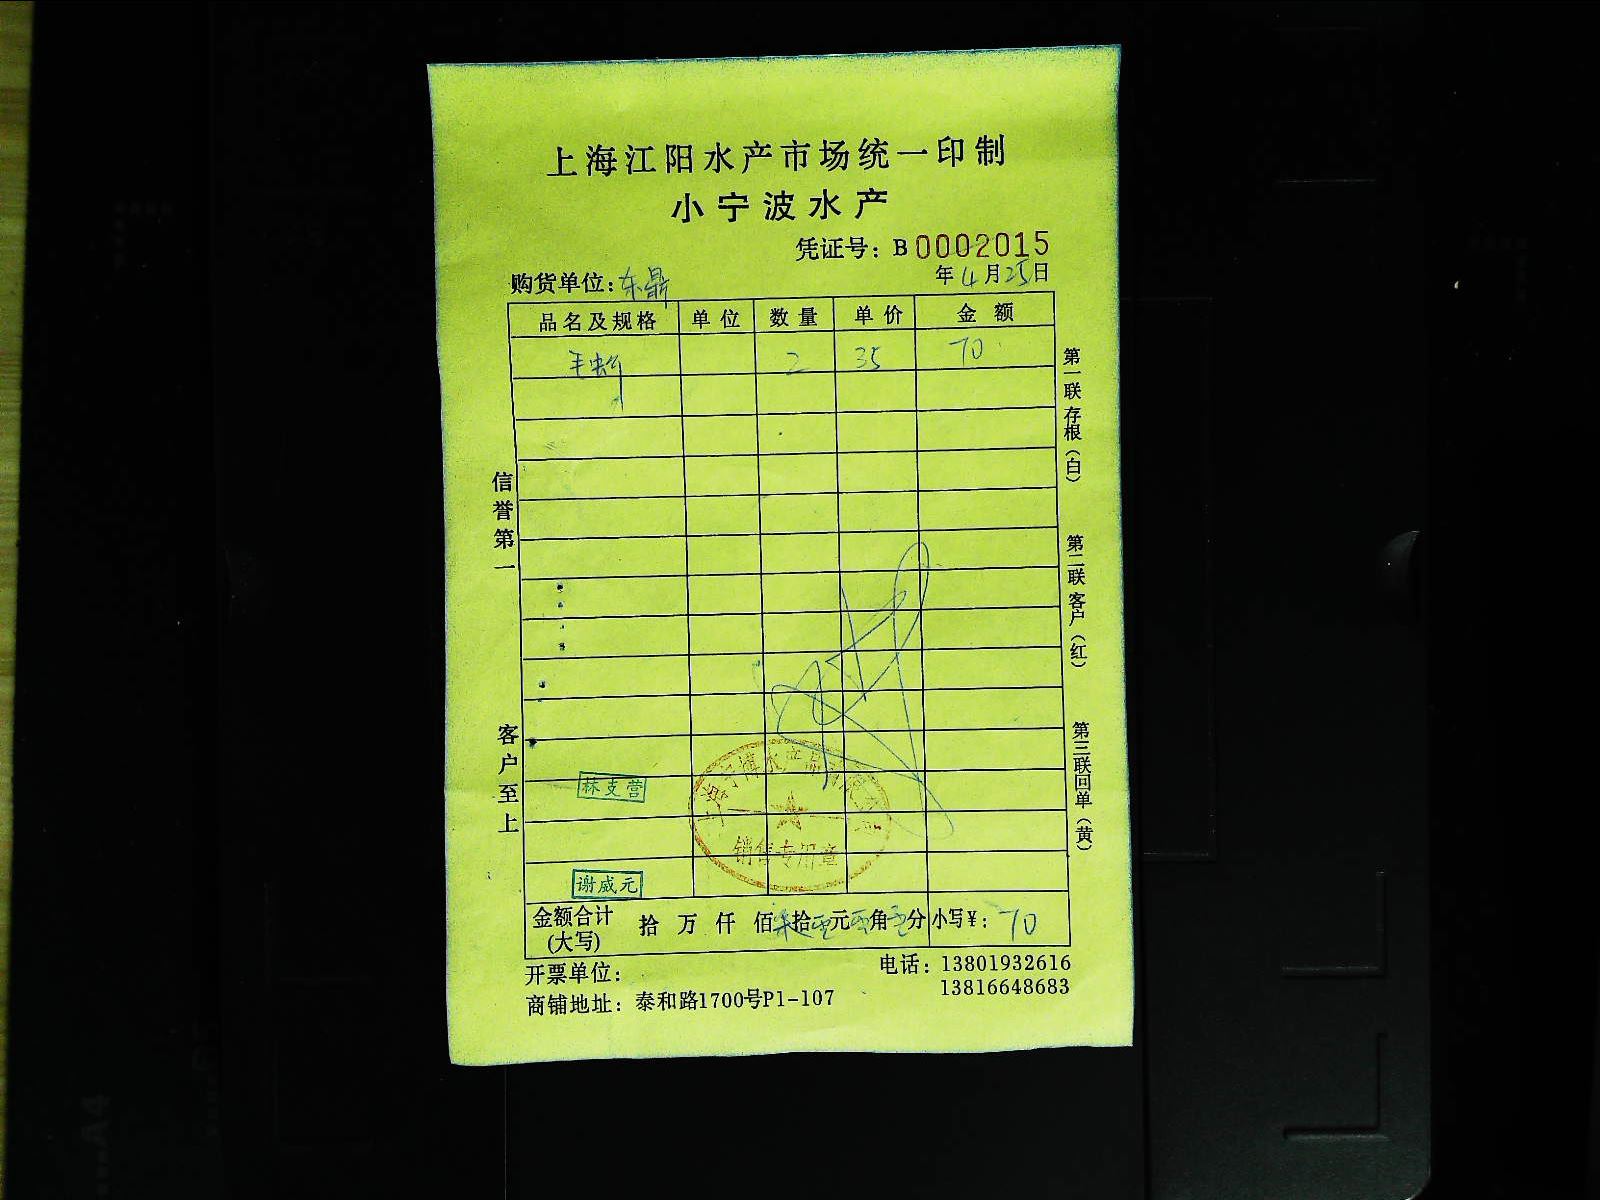 上海江阳水产市场统一印制
小宁波水产
凭证号：B 0002015
购货单位：东鼎 年4月25日
品名及规格 单位 数量 单价 金额
毛蚶 2 35 70
信誉第一
客户至上
第一联存根（白）
第二联客户（红）
第三联回单（黄）
林支营
销售专用章
谢威元
金额合计(大写) 拾 万 仟 佰 柒拾 元 角 分 小写¥：70
开票单位： 电话：13801932616
13816648683
商铺地址：泰和路1700号P1-107